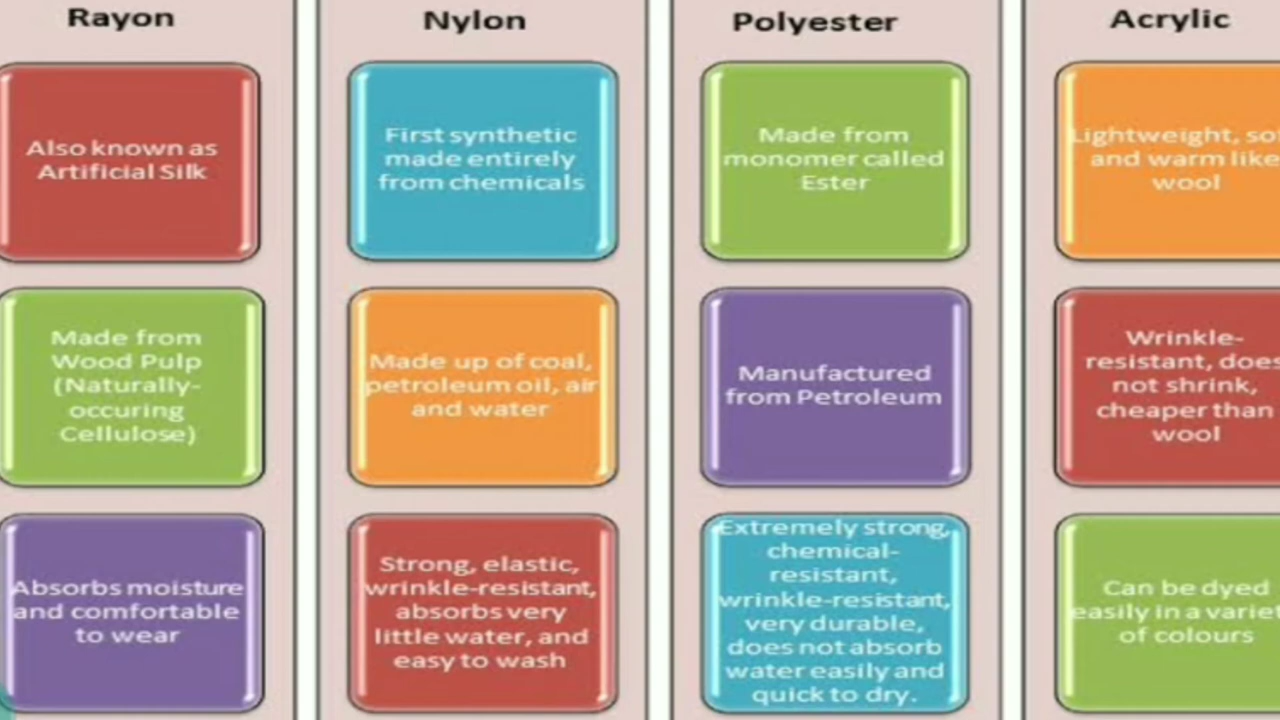 Rayon
Also known as
Artificial Silk
Made from
Wood Pulp
(Naturally-
occuring
Cellulose)
Absorbs moisture
and comfortable
to wear
Nylon
First synthetic
made entirely
from chemicals
Made up of coal,
petroleum oil, air
and water
Strong, elastic,
wrinkle-resistant,
absorbs very
little water, and
easy to wash
Polyester
Made from
monomer called
Ester
Manufactured
from Petroleum
Extremely strong,
chemical-
resistant,
wrinkle-resistant,
very durable,
does not absorb
water easily and
quick to dry.
Acrylic
Lightweight,
and warm like
wool
Wrinkle-
resistant, does
not shrink,
cheaper than
wool
Can be dyed
easily in a
of colours